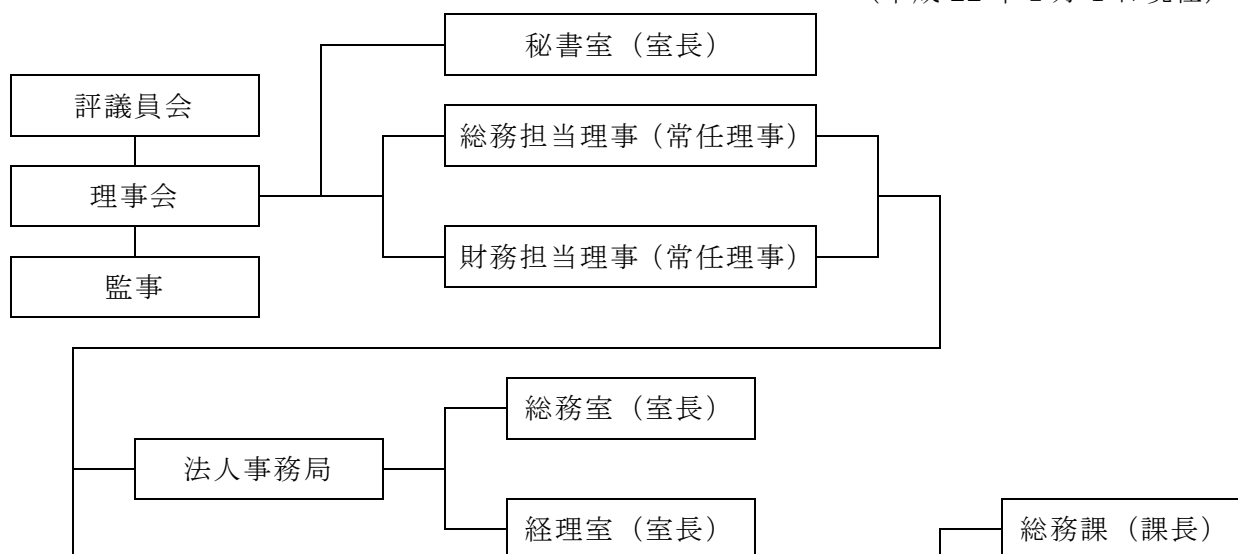 秘書室（室長）
評議員会
総務担当理事（常任理事）
理事会
財務担当理事（常任理事）
監事
総務室（室長）
法人事務局
経理室（室長）
総務課（課長）